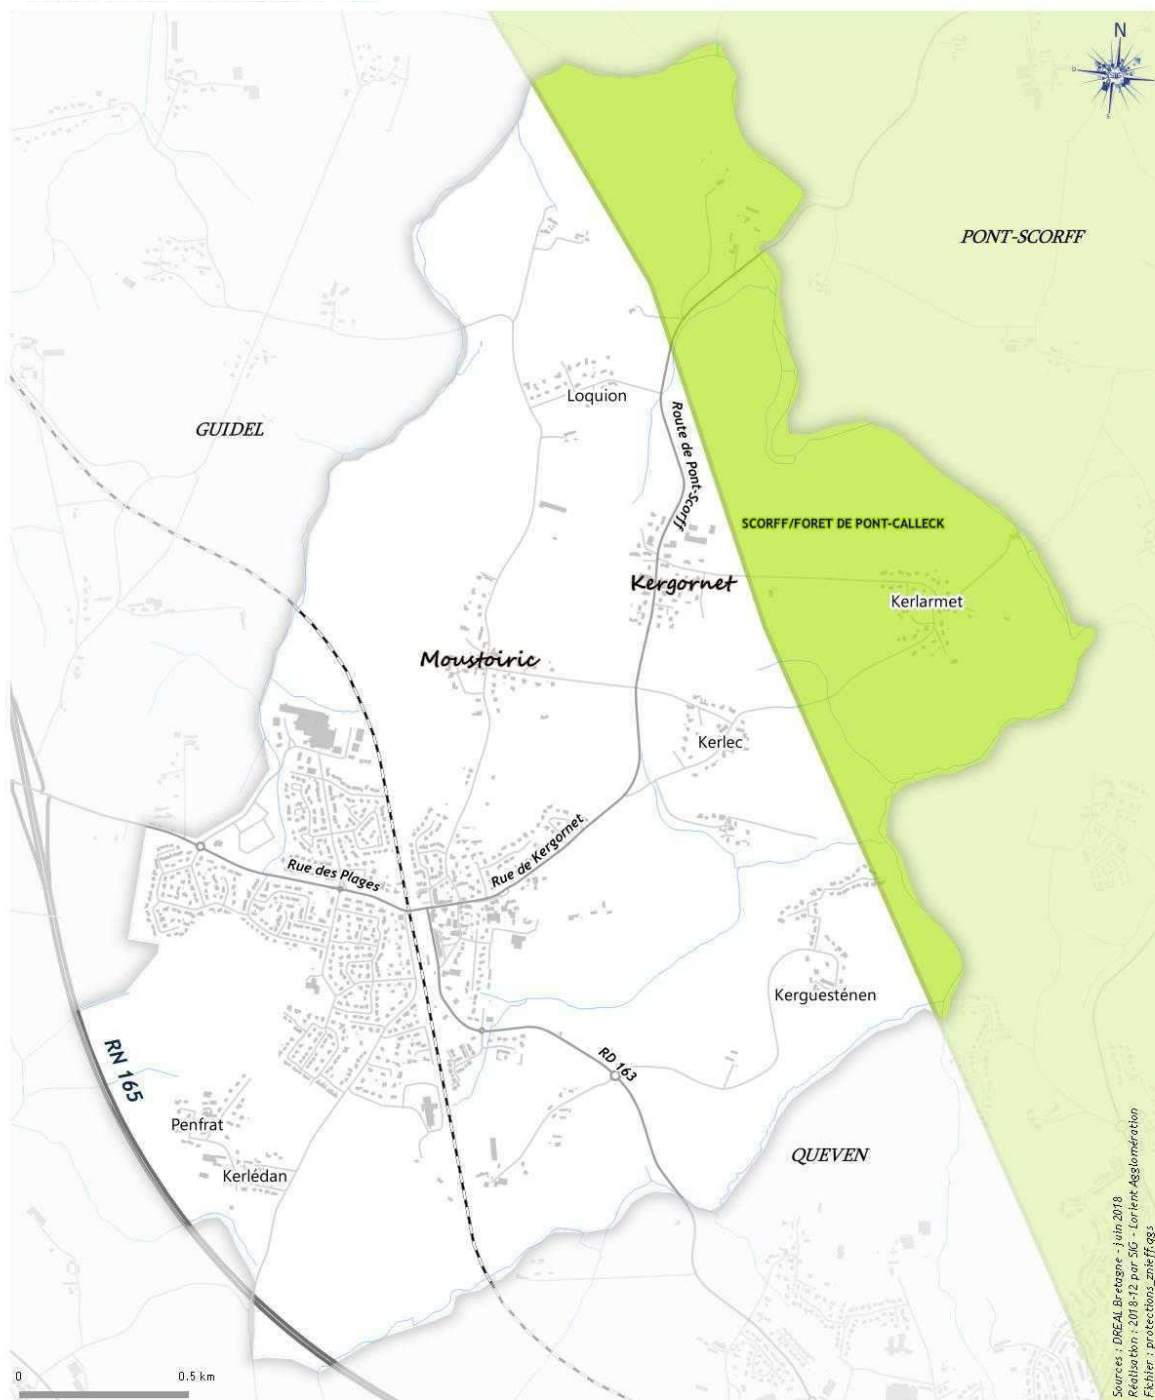 N
SIG
PONT-SCORFF
Loquion
GUIDEL
Route de Pont-Scorff
SCORFF/FORET DE PONT-CALLECK
Kergornet
Kerlarmet
Moustoiric
Kerlec
Rue de Kergornet
Rue des Plages
Kerguesténen
RN 165
RD 163
Penfrat
QUEVEN
Kerlédan
Sources : DREAL Bretagne - juin 2018
Réalisation : 2018-12 par SIG - Lorient Agglomération
Fichier : protections_znieff.qgs
0 0.5 km